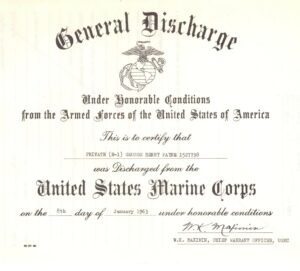 General Discharge
Under Honorable Conditions
from the Armed Forces of the United States of America
This is to certify that
PRIVATE (E-1) GEORGE HENRY PAYNE
was Discharged from the
United States Marine Corps
on the 8th day of January 1963 under honorable conditions
W.K. CHIEF WARRANT OFFICER, USMC